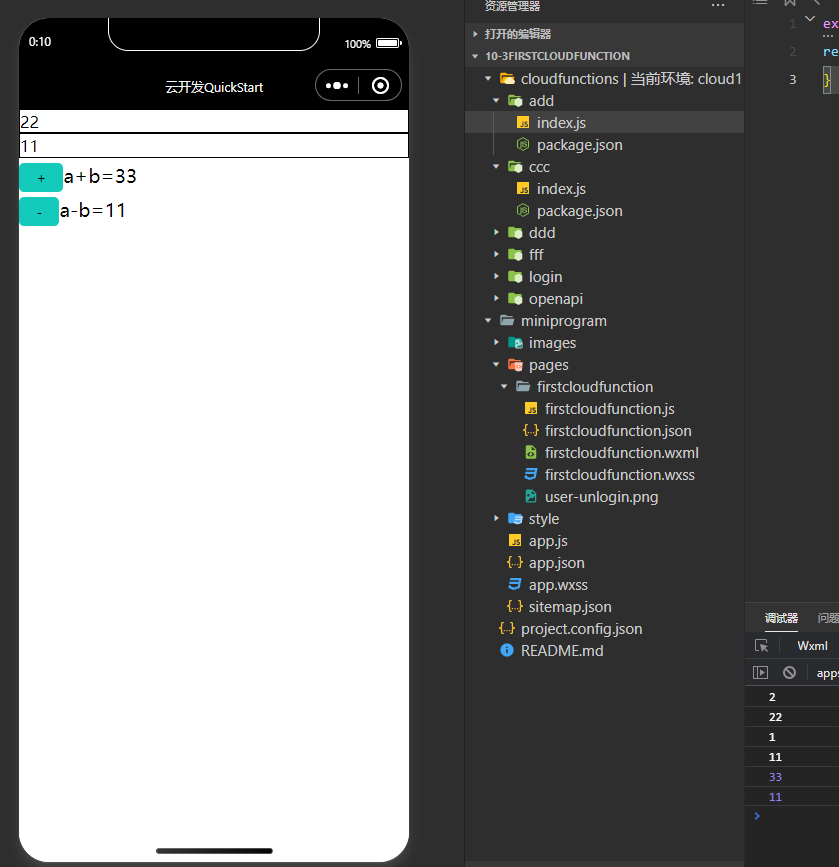 0:10
100%
云开发QuickStart
22
11
+ a+b=33
- a-b=11
资源管理器 ...
打开的编辑器
10-3FIRSTCLOUDFUNCTION
cloudfunctions | 当前环境: cloud1
add
index.js
package.json
ccc
index.js
package.json
ddd
fff
login
openapi
miniprogram
images
pages
firstcloudfunction
firstcloudfunction.js
firstcloudfunction.json
firstcloudfunction.wxml
firstcloudfunction.wxss
user-unlogin.png
style
app.js
app.json
app.wxss
sitemap.json
project.config.json
README.md
1 ex
2 re
3 }
调试器 问题
Wxml
apps
2
22
1
11
33
11